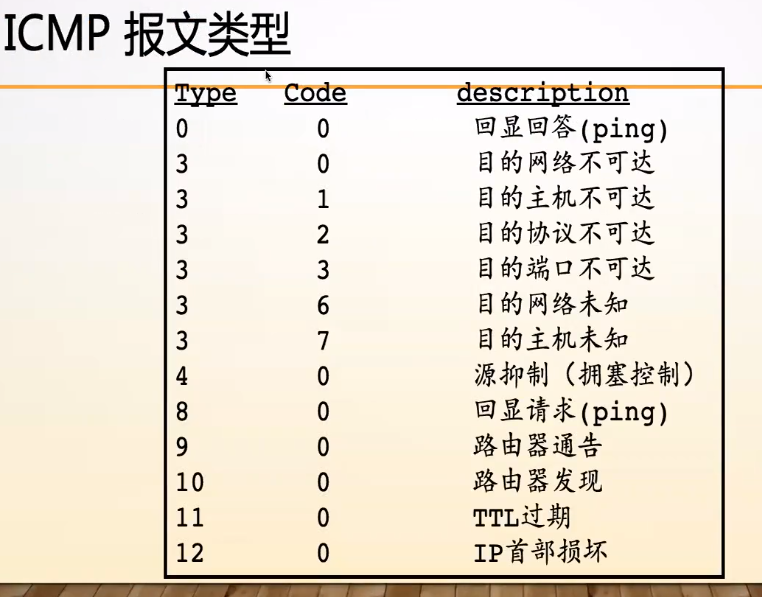 ICMP 报文类型
Type Code description
0 0 回显回答(ping)
3 0 目的网络不可达
3 1 目的主机不可达
3 2 目的协议不可达
3 3 目的端口不可达
3 6 目的网络未知
3 7 目的主机未知
4 0 源抑制（拥塞控制）
8 0 回显请求(ping)
9 0 路由器通告
10 0 路由器发现
11 0 TTL过期
12 0 IP首部损坏